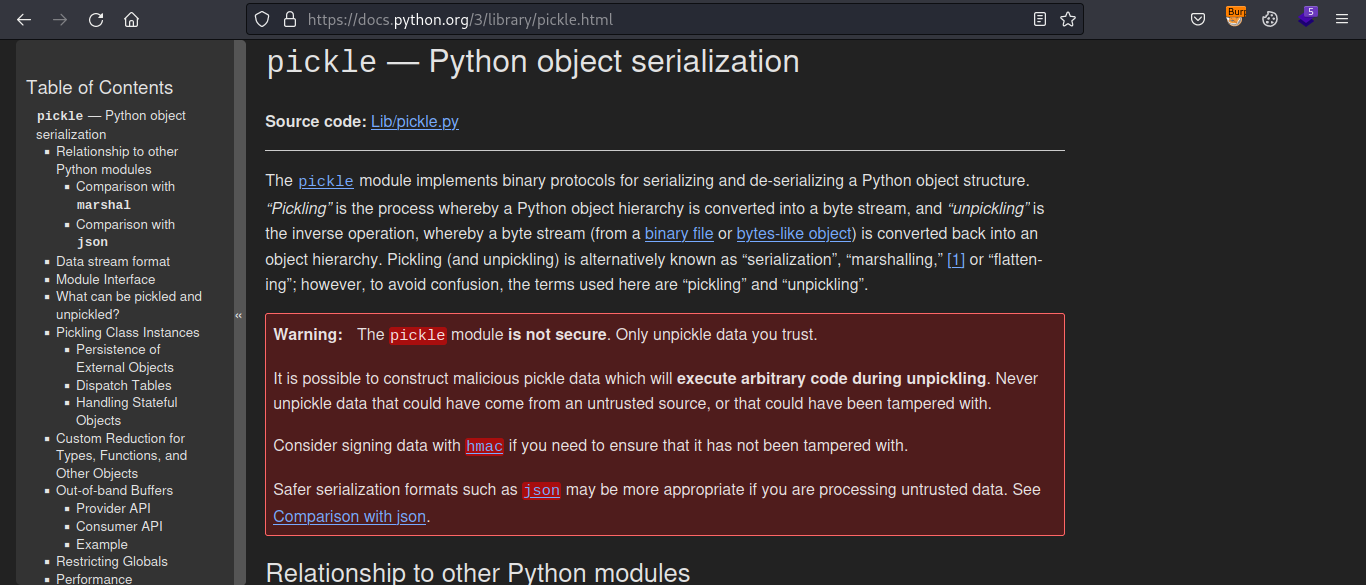 https://docs.python.org/3/library/pickle.html
5
Table of Contents
pickle — Python object
serialization
Relationship to other
Python modules
Comparison with
marshal
Comparison with
json
Data stream format
Module Interface
What can be pickled and
unpickled?
Pickling Class Instances
Persistence of
External Objects
Dispatch Tables
Handling Stateful
Objects
Custom Reduction for
Types, Functions, and
Other Objects
Out-of-band Buffers
Provider API
Consumer API
Example
Restricting Globals
Performance
«
pickle — Python object serialization
Source code: Lib/pickle.py
The pickle module implements binary protocols for serializing and de-serializing a Python object structure.
“Pickling” is the process whereby a Python object hierarchy is converted into a byte stream, and “unpickling” is
the inverse operation, whereby a byte stream (from a binary file or bytes-like object) is converted back into an
object hierarchy. Pickling (and unpickling) is alternatively known as “serialization”, “marshalling,” [1] or “flatten-
ing”; however, to avoid confusion, the terms used here are “pickling” and “unpickling”.
Warning: The pickle module is not secure. Only unpickle data you trust.
It is possible to construct malicious pickle data which will execute arbitrary code during unpickling. Never
unpickle data that could have come from an untrusted source, or that could have been tampered with.
Consider signing data with hmac if you need to ensure that it has not been tampered with.
Safer serialization formats such as json may be more appropriate if you are processing untrusted data. See
Comparison with json.
Relationship to other Python modules